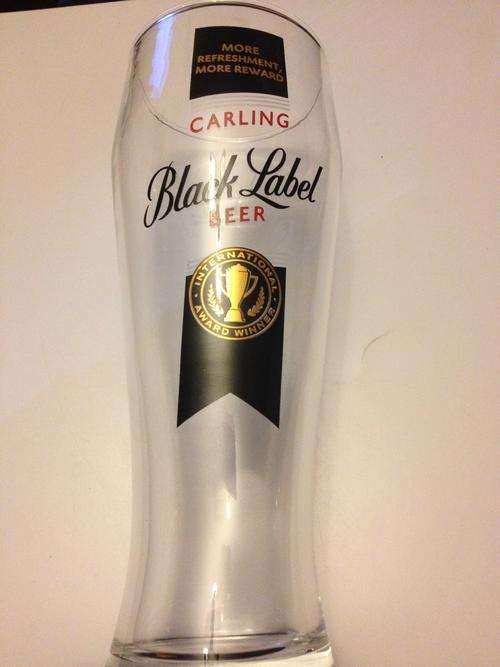 MORE
REFRESHMENT,
MORE REWARD
CARLING
Black Label
BEER
INTERNATIONAL
AWARD WINNER